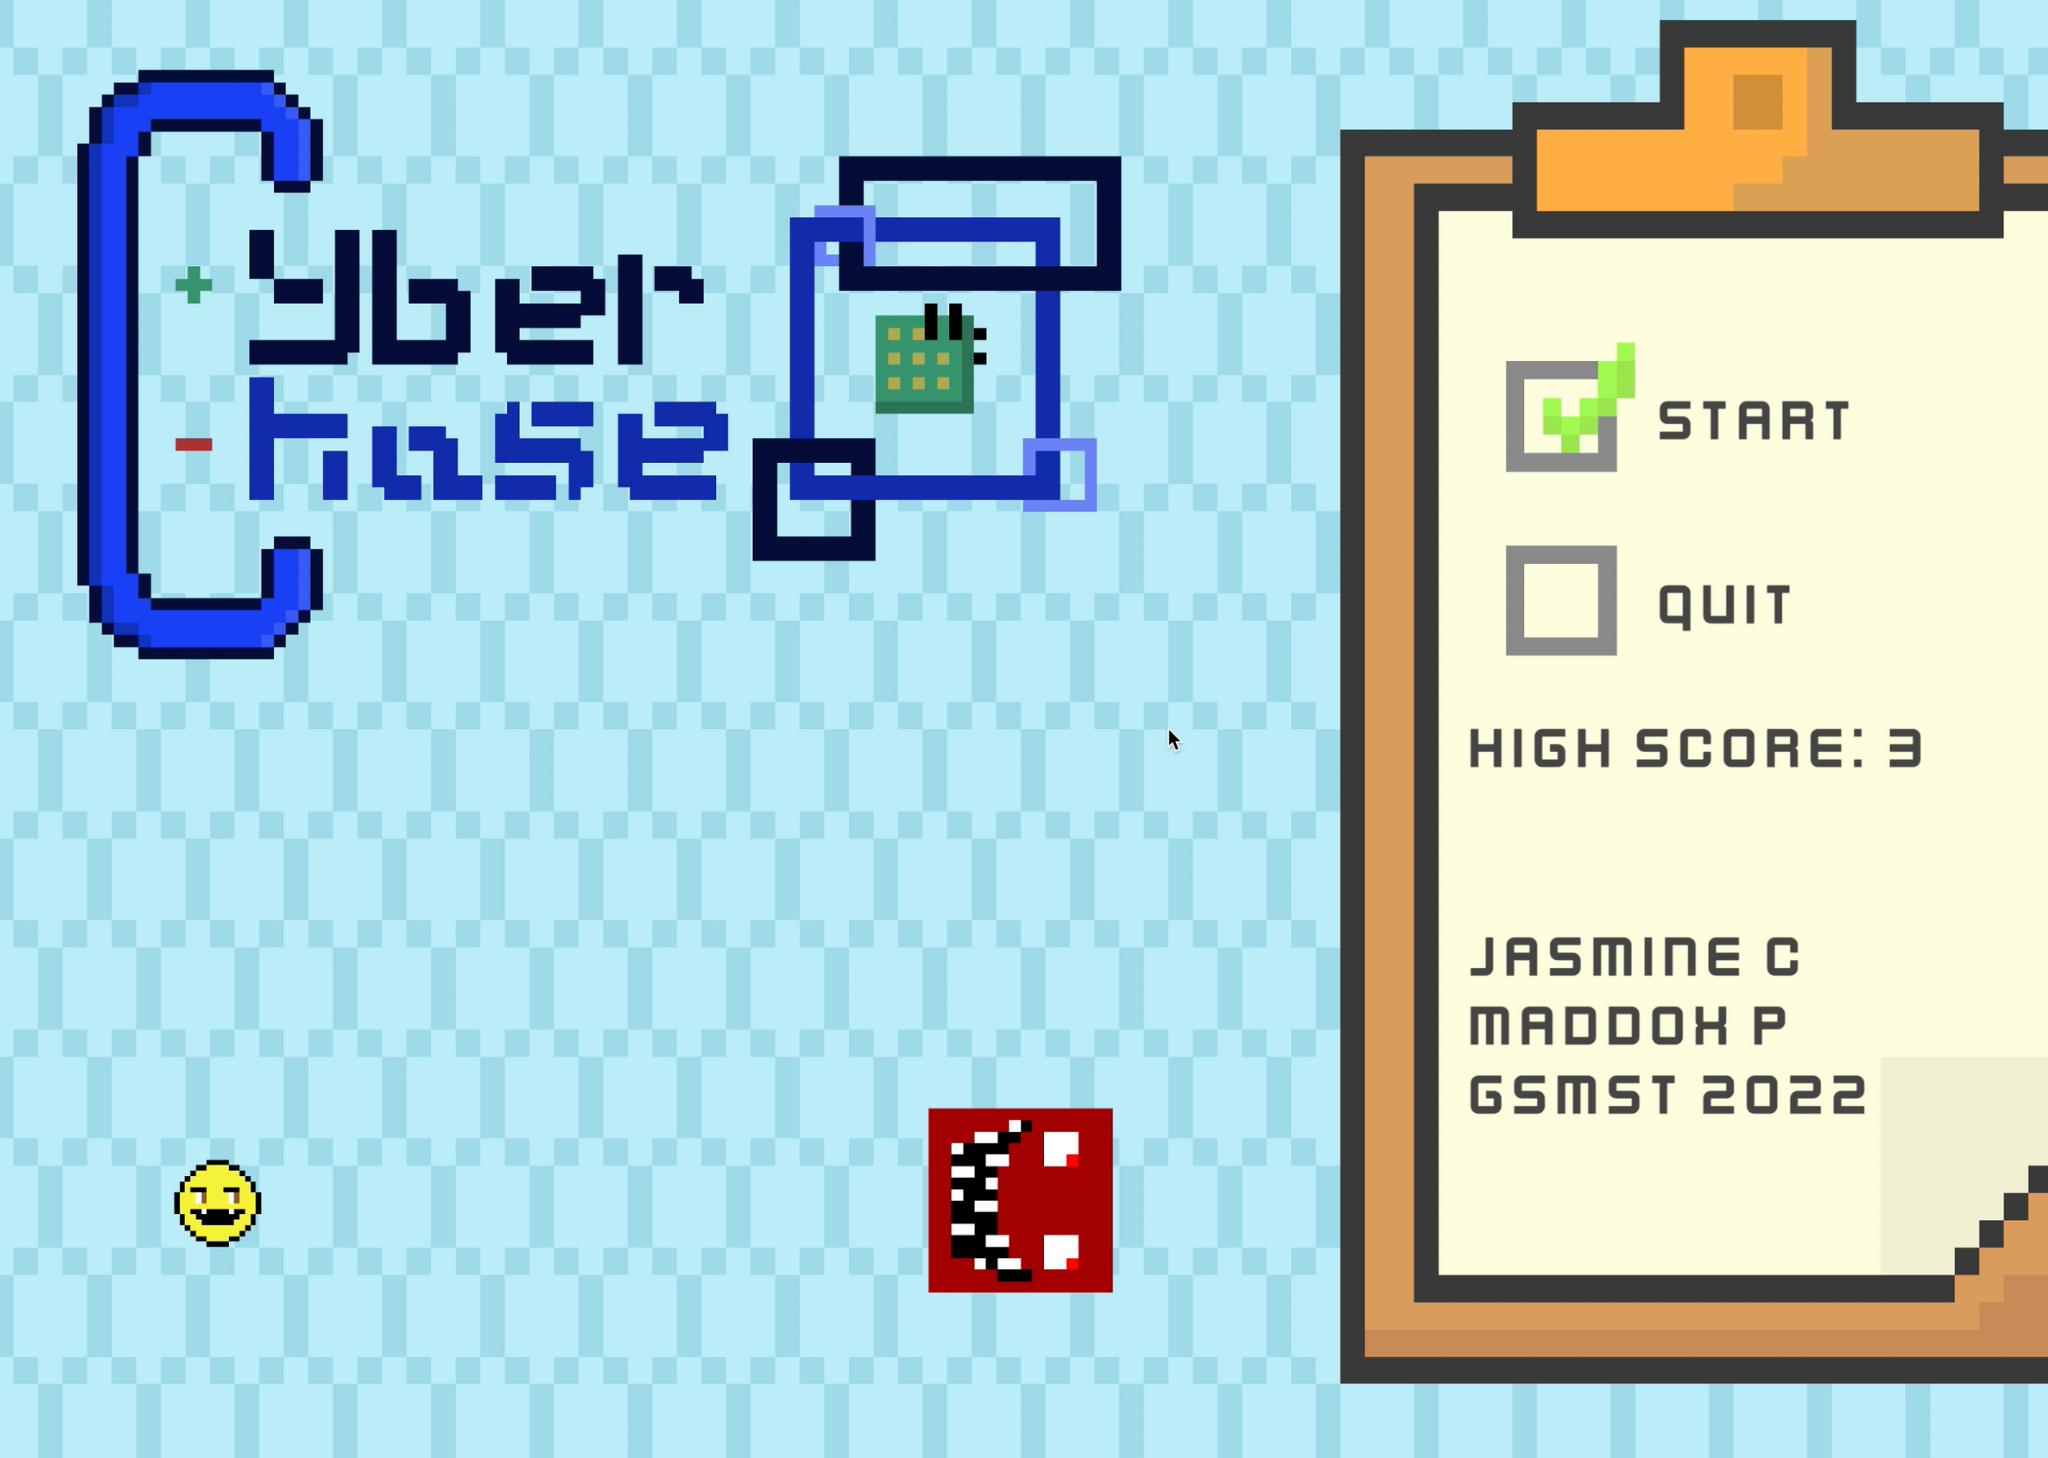 Cyber
Chase
START
QUIT
HIGH SCORE: 3
JASMINE C
MADDOX P
GSMST 2022